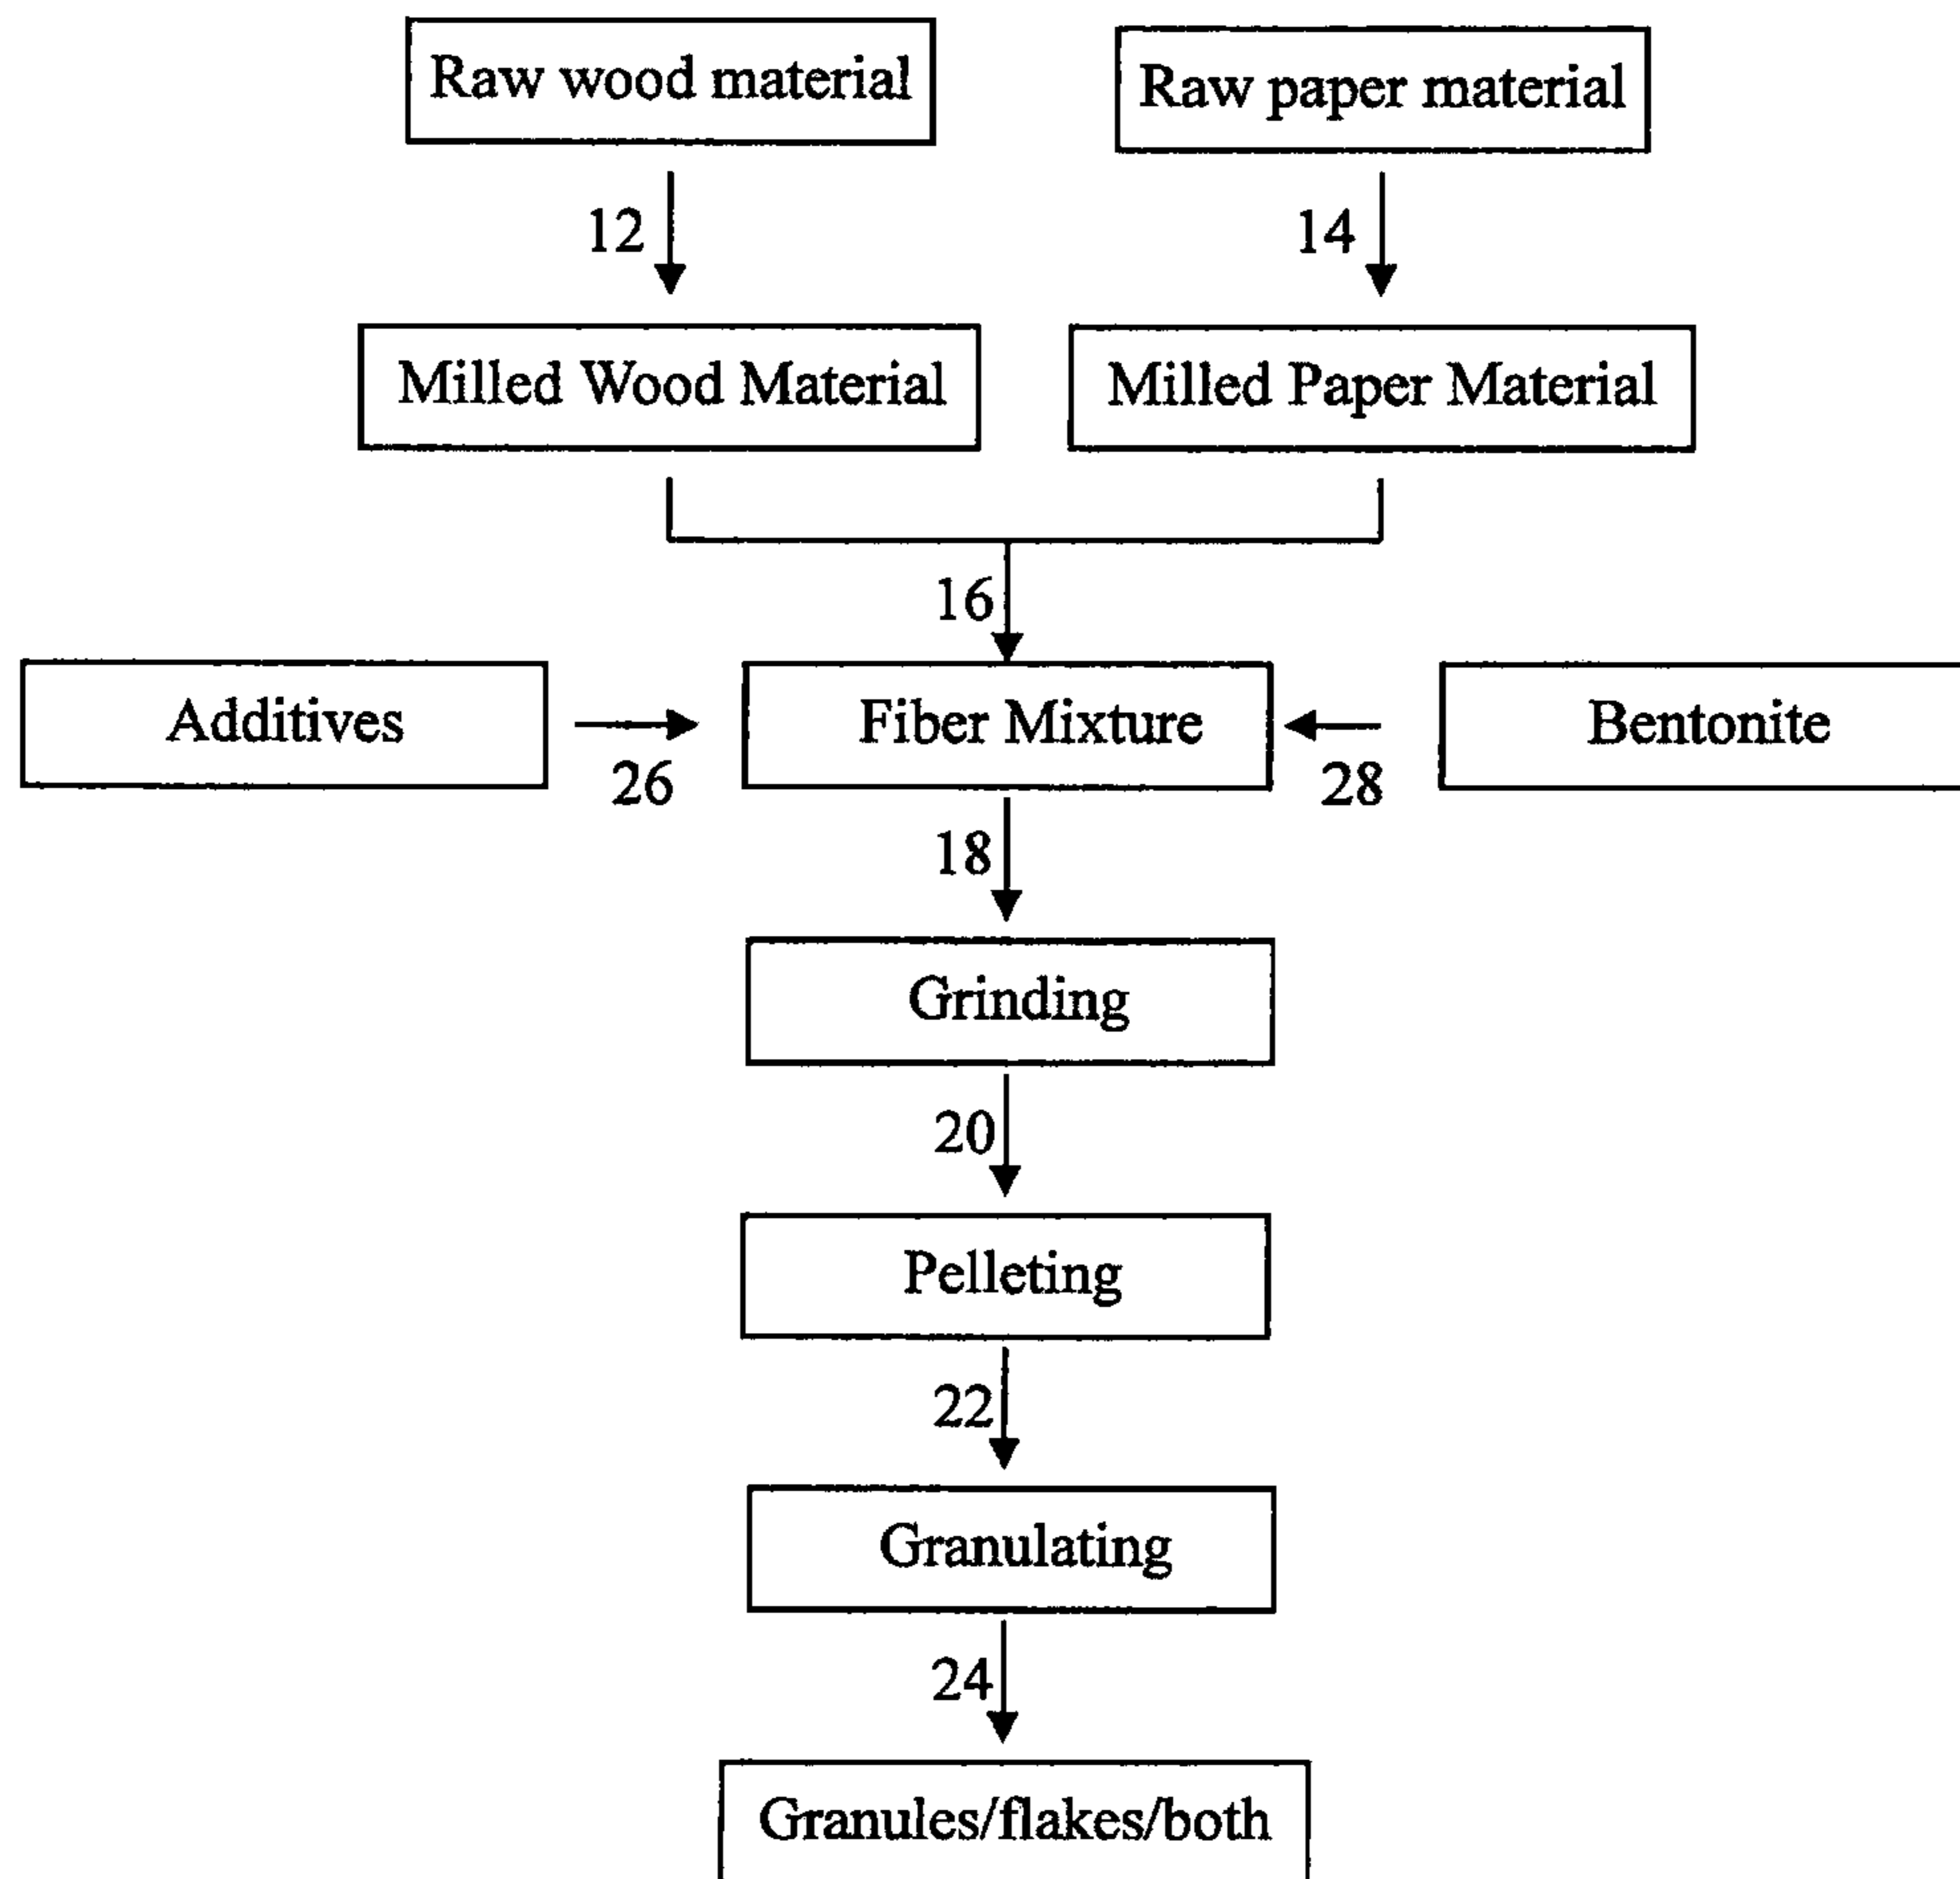 Raw wood material
Raw paper material
12
14
Milled Wood Material
Milled Paper Material
16
Additives
Fiber Mixture
Bentonite
26
28
18
Grinding
20
Pelleting
22
Granulating
24
Granules/flakes/both